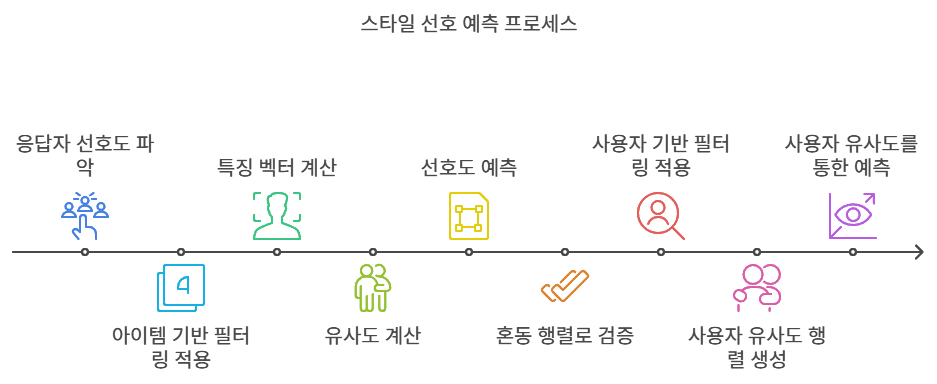 스타일 선호 예측 프로세스
응답자 선호도 파
악
아이템 기반 필터
링 적용
특징 벡터 계산
유사도 계산
선호도 예측
혼동 행렬로 검증
사용자 기반 필터
링 적용
사용자 유사도 행
렬 생성
사용자 유사도를
통한 예측